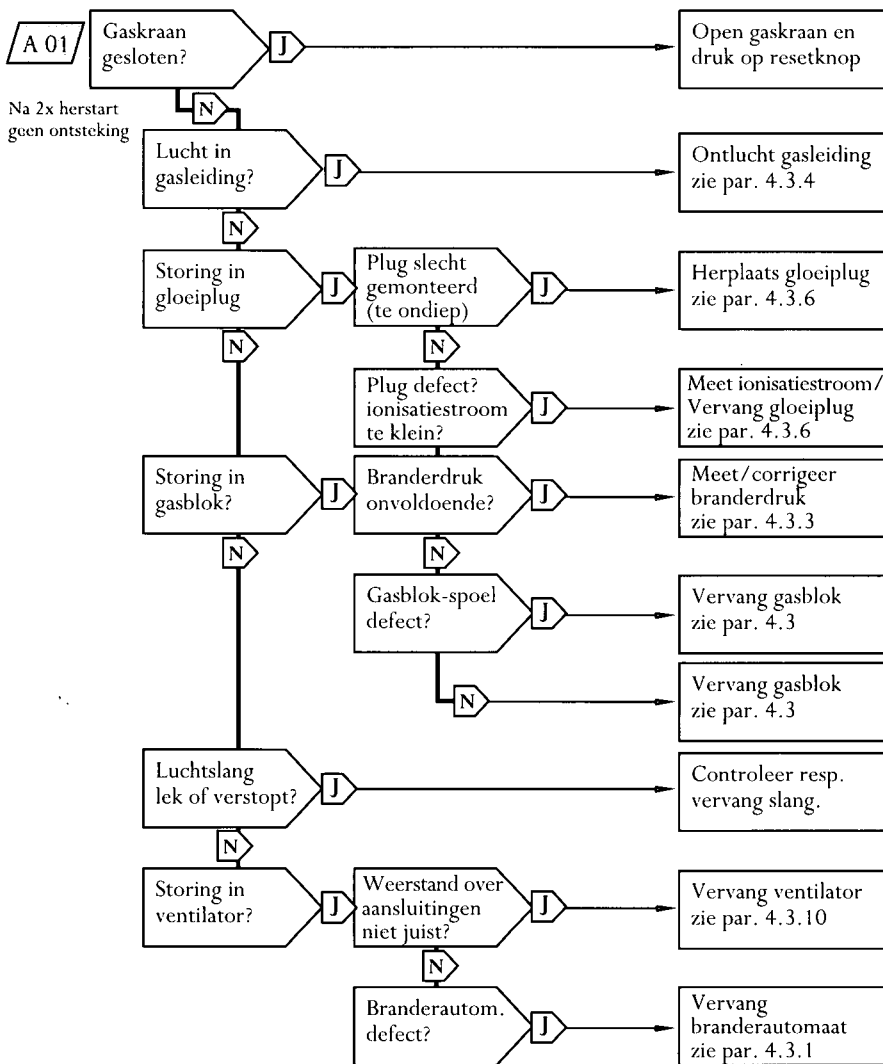 A 01
Gaskraan
gesloten?
J
Open gaskraan en
druk op resetknop
N
Na 2x herstart
geen ontsteking
Lucht in
gasleiding?
J
Ontlucht gasleiding
zie par. 4.3.4
N
Storing in
gloeiplug
J
Plug slecht
gemonteerd
(te ondiep)
J
Herplaats gloeiplug
zie par. 4.3.6
N
N
Plug defect?
ionisatiestroom
te klein?
J
Meet ionisatiestroom/
Vervang gloeiplug
zie par. 4.3.6
Storing in
gasblok?
J
Branderdruk
onvoldoende?
J
Meet/corrigeer
branderdruk
zie par. 4.3.3
N
N
Gasblok-spoel
defect?
J
Vervang gasblok
zie par. 4.3
N
Vervang gasblok
zie par. 4.3
Luchtslang
lek of verstopt?
J
Controleer resp.
vervang slang.
N
Storing in
ventilator?
J
Weerstand over
aansluitingen
niet juist?
J
Vervang ventilator
zie par. 4.3.10
N
Branderautom.
defect?
J
Vervang
branderautomaat
zie par. 4.3.1